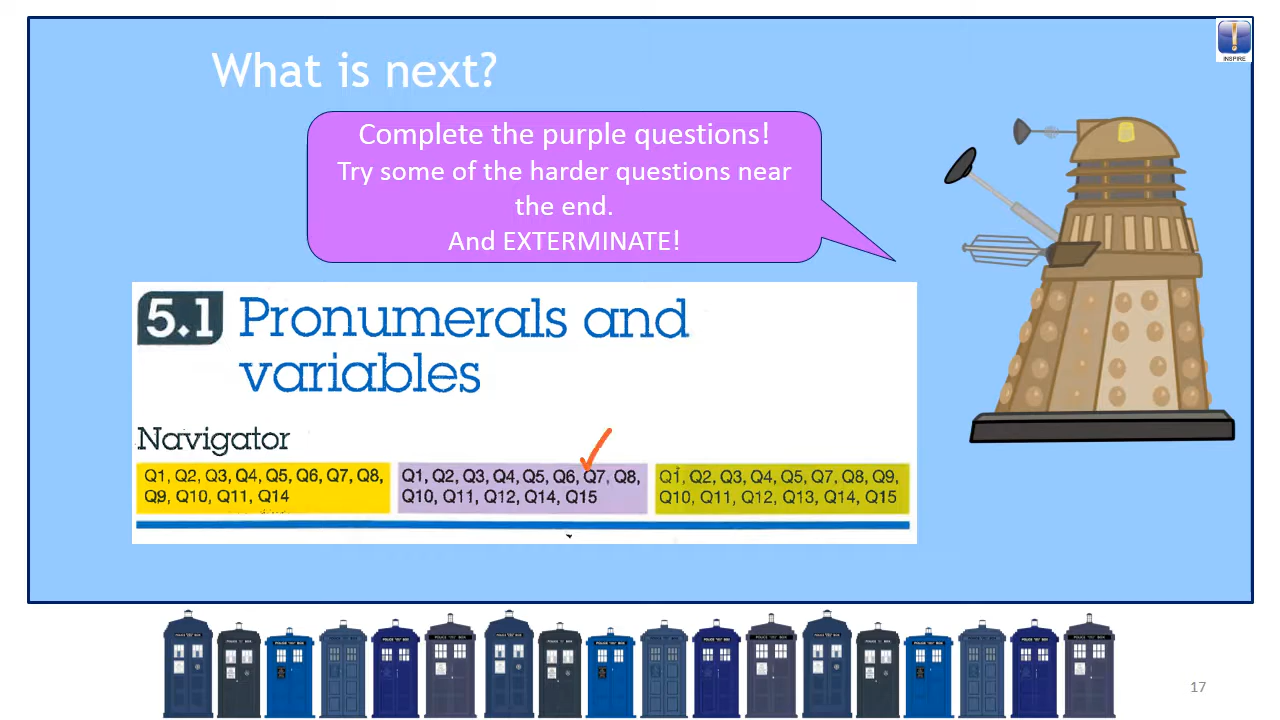 What is next?
INSPIRE
Complete the purple questions!
Try some of the harder questions near
the end.
And EXTERMINATE!
5.1 Pronumerals and
variables
Navigator
Q1, Q2, Q3, Q4, Q5, Q6, Q7, Q8,
Q9, Q10, Q11, Q14
Q1, Q2, Q3, Q4, Q5, Q6, Q7, Q8,
Q10, Q11, Q12, Q14, Q15
Q1, Q2, Q3, Q4, Q5, Q7, Q8, Q9,
Q10, Q11, Q12, Q13, Q14, Q15
17